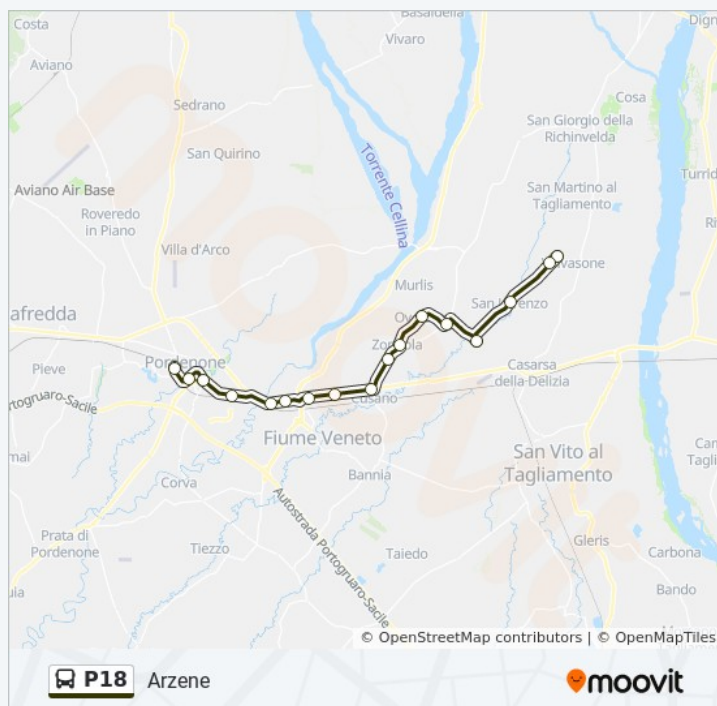 Costa
Basaldella
Dign
Vivaro
Aviano
Cosa
Sedrano
San Giorgio della
Richinvelda
San Quirino
Torrente Cellina
Turrid
Aviano Air Base
San Martino al
Tagliamento
Roveredo
in Piano
Villa d'Arco
Murlis
San Lorenzo
afredda
Zoppola
Pordenone
Pieve
Casarsa
della Delizia
ortogruaro-Sacile
Cusano
Fiume Veneto
mai
San Vito al
Tagliamento
Bannia
Corva
Autostrada Portogruaro-Sacile
Prata di
Pordenone
Tiezzo
Gleris
Taiedo
Carbona
Bando
© OpenStreetMap contributors | © OpenMapTiles
P18 Arzene
moovit